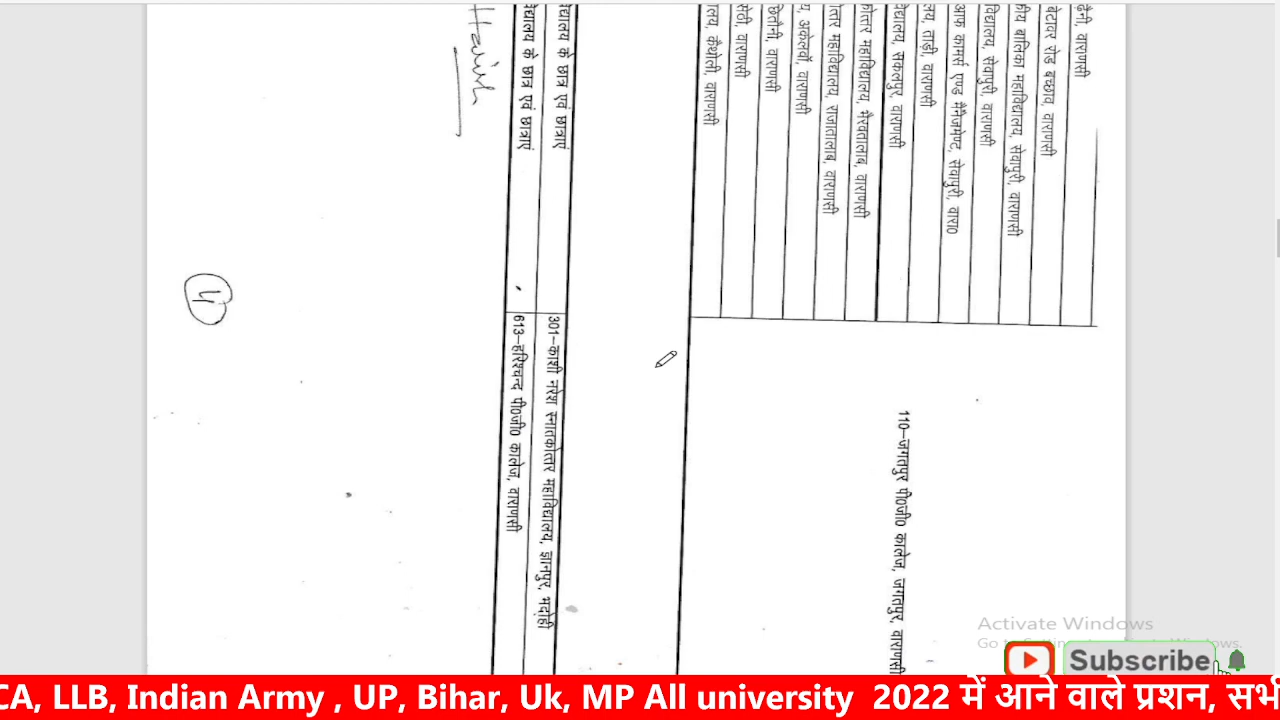 ढ़ैनी, वाराणसी
बेटावर रोड बच्छाव, वाराणसी
कीय बालिका महाविद्यालय, सेवापुरी, वाराणसी
विद्यालय, सेवापुरी, वाराणसी
आफ कामर्स एण्ड मैनेजमेण्ट, सेवापुरी, वारा0
लय, ताड़ी, वाराणसी
विद्यालय, सकलपुर, वाराणसी
कोत्तर महाविद्यालय, भैरवतालाब, वाराणसी
ोत्तर महाविद्यालय, राजातालाब, वाराणसी
य, अकेलवाँ, वाराणसी
छितौनी, वाराणसी
वाराणसी
लय, कैथोली, वाराणसी
110–जगतपुर पी0जी0 कालेज, जगतपुर, वाराणसी
द्यालय के छात्र एवं छात्राएं
301–काशी नरेश स्नातकोत्तर महाविद्यालय, ज्ञानपुर, भदोही
द्यालय के छात्र एवं छात्राएं
613–हरिश्चन्द पी0जी0 कालेज, वाराणसी
Activate Windows
Subscribe
CA, LLB, Indian Army , UP, Bihar, Uk, MP All university 2022 में आने वाले प्रशन, सभी